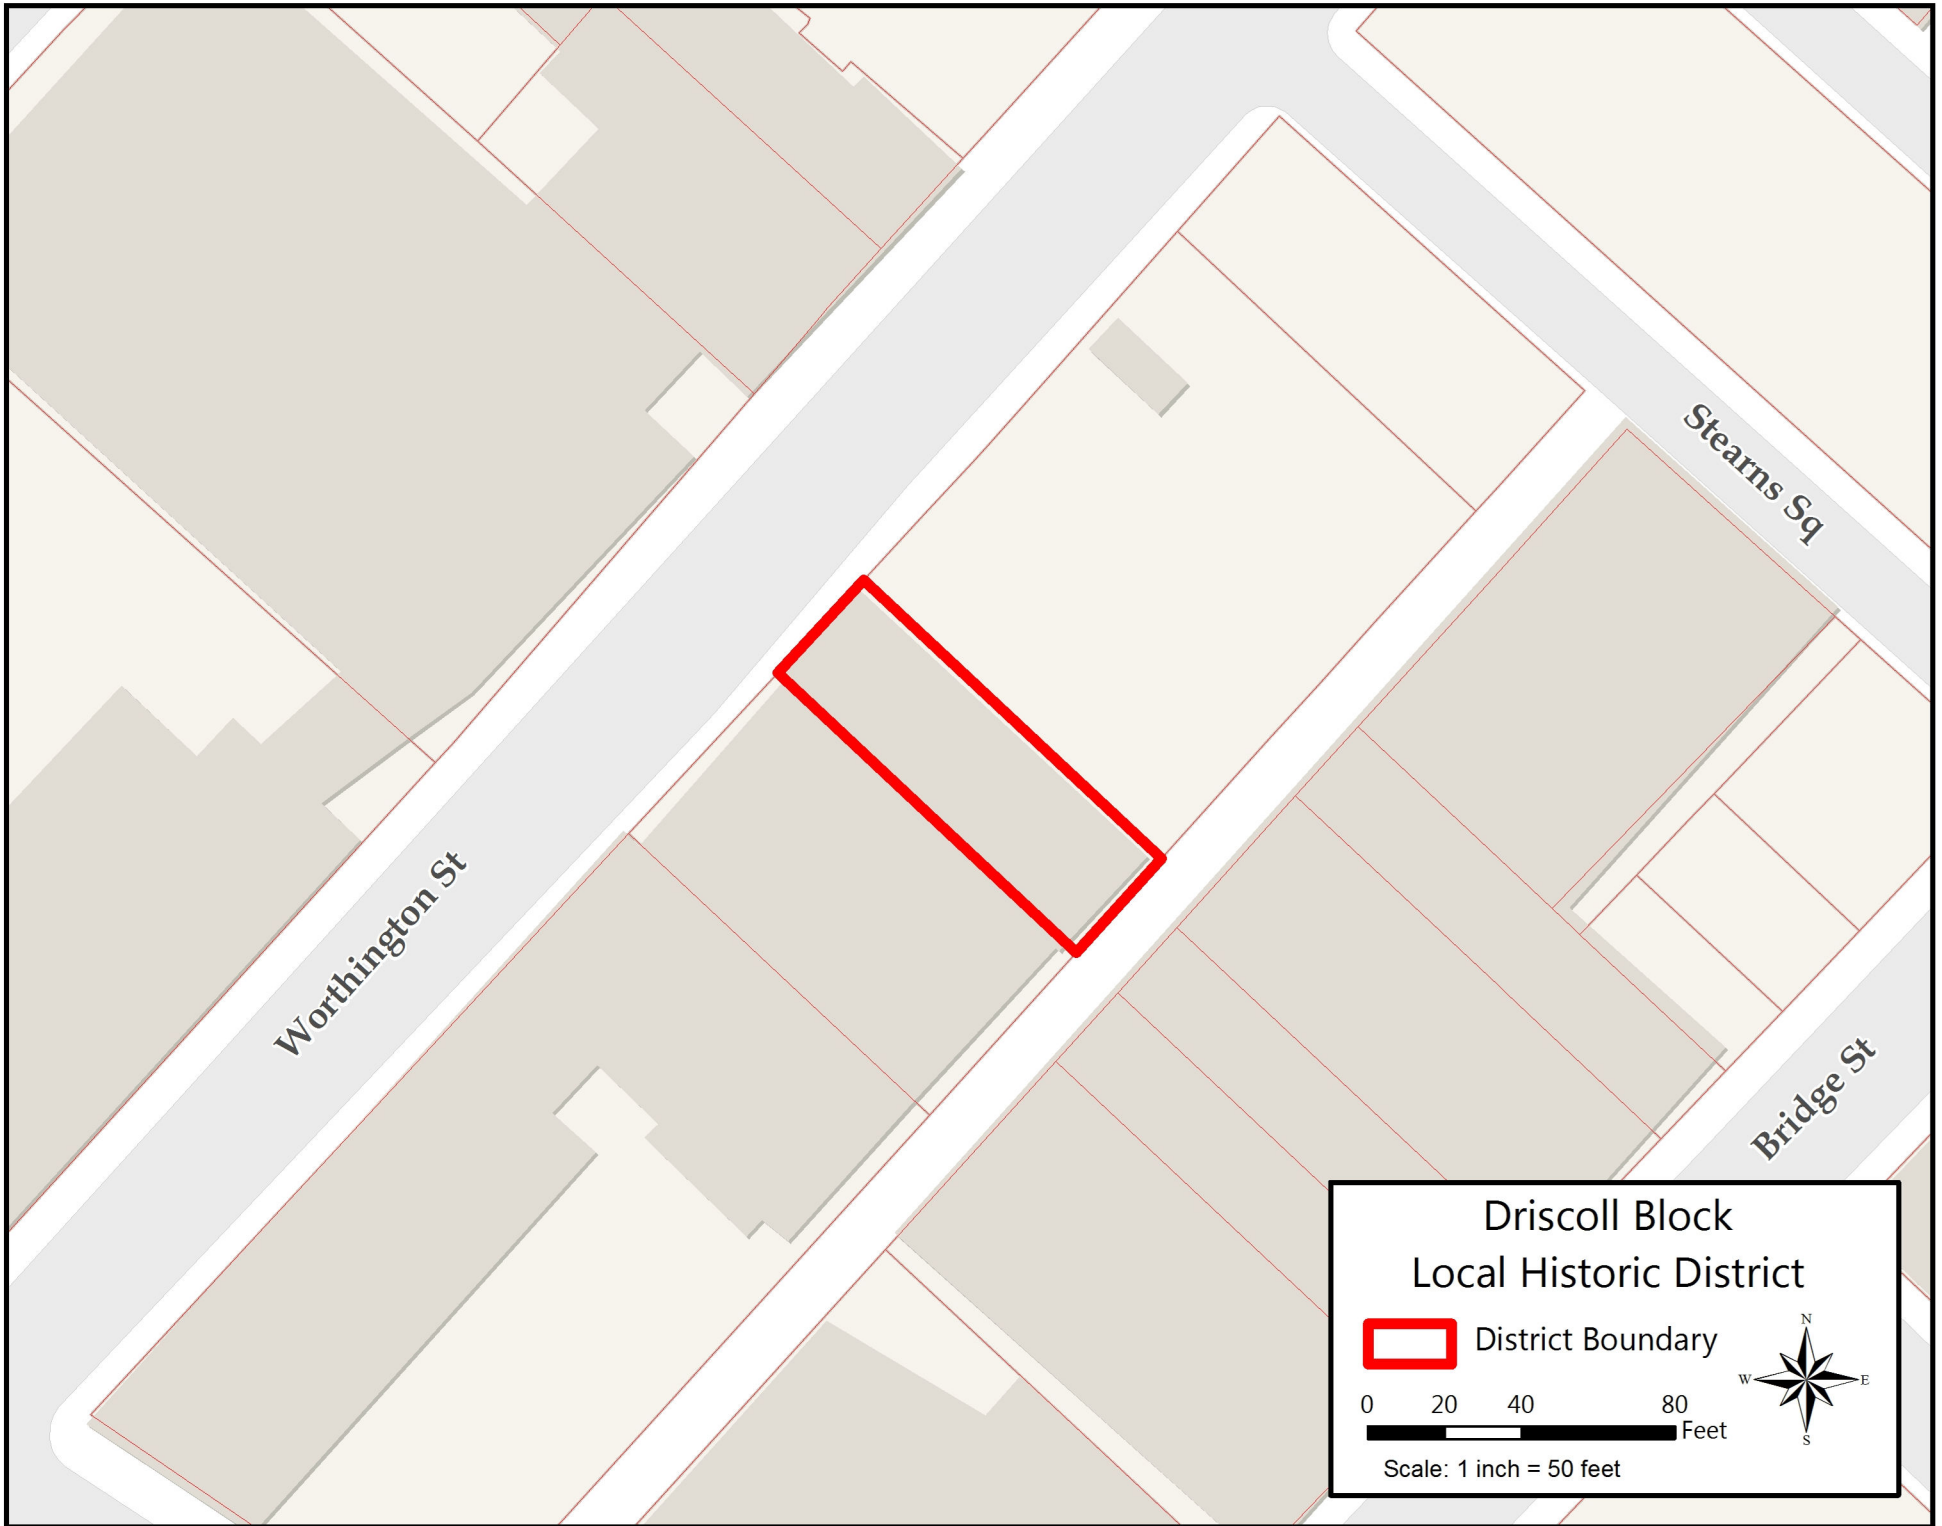 Stearns Sq
Worthington St
Bridge St
Driscoll Block
Local Historic District
District Boundary
N
W E
S
0 20 40 80
Feet
Scale: 1 inch = 50 feet